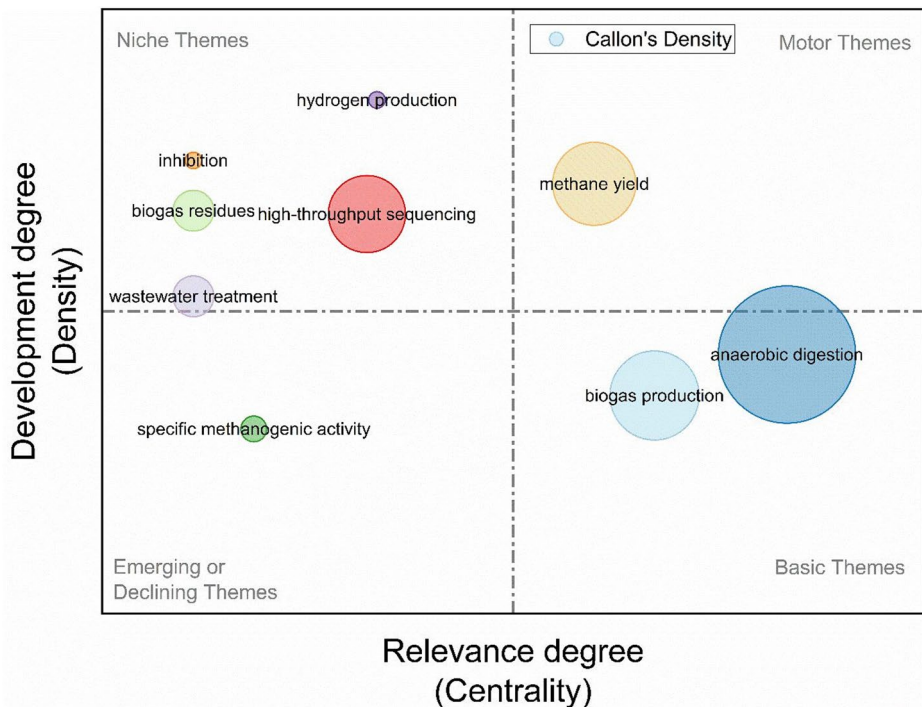 Niche Themes
Callon's Density
Motor Themes
hydrogen production
inhibition
methane yield
biogas residues
high-throughput sequencing
wastewater treatment
anaerobic digestion
biogas production
specific methanogenic activity
Emerging or
Declining Themes
Basic Themes
Development degree
(Density)
Relevance degree
(Centrality)